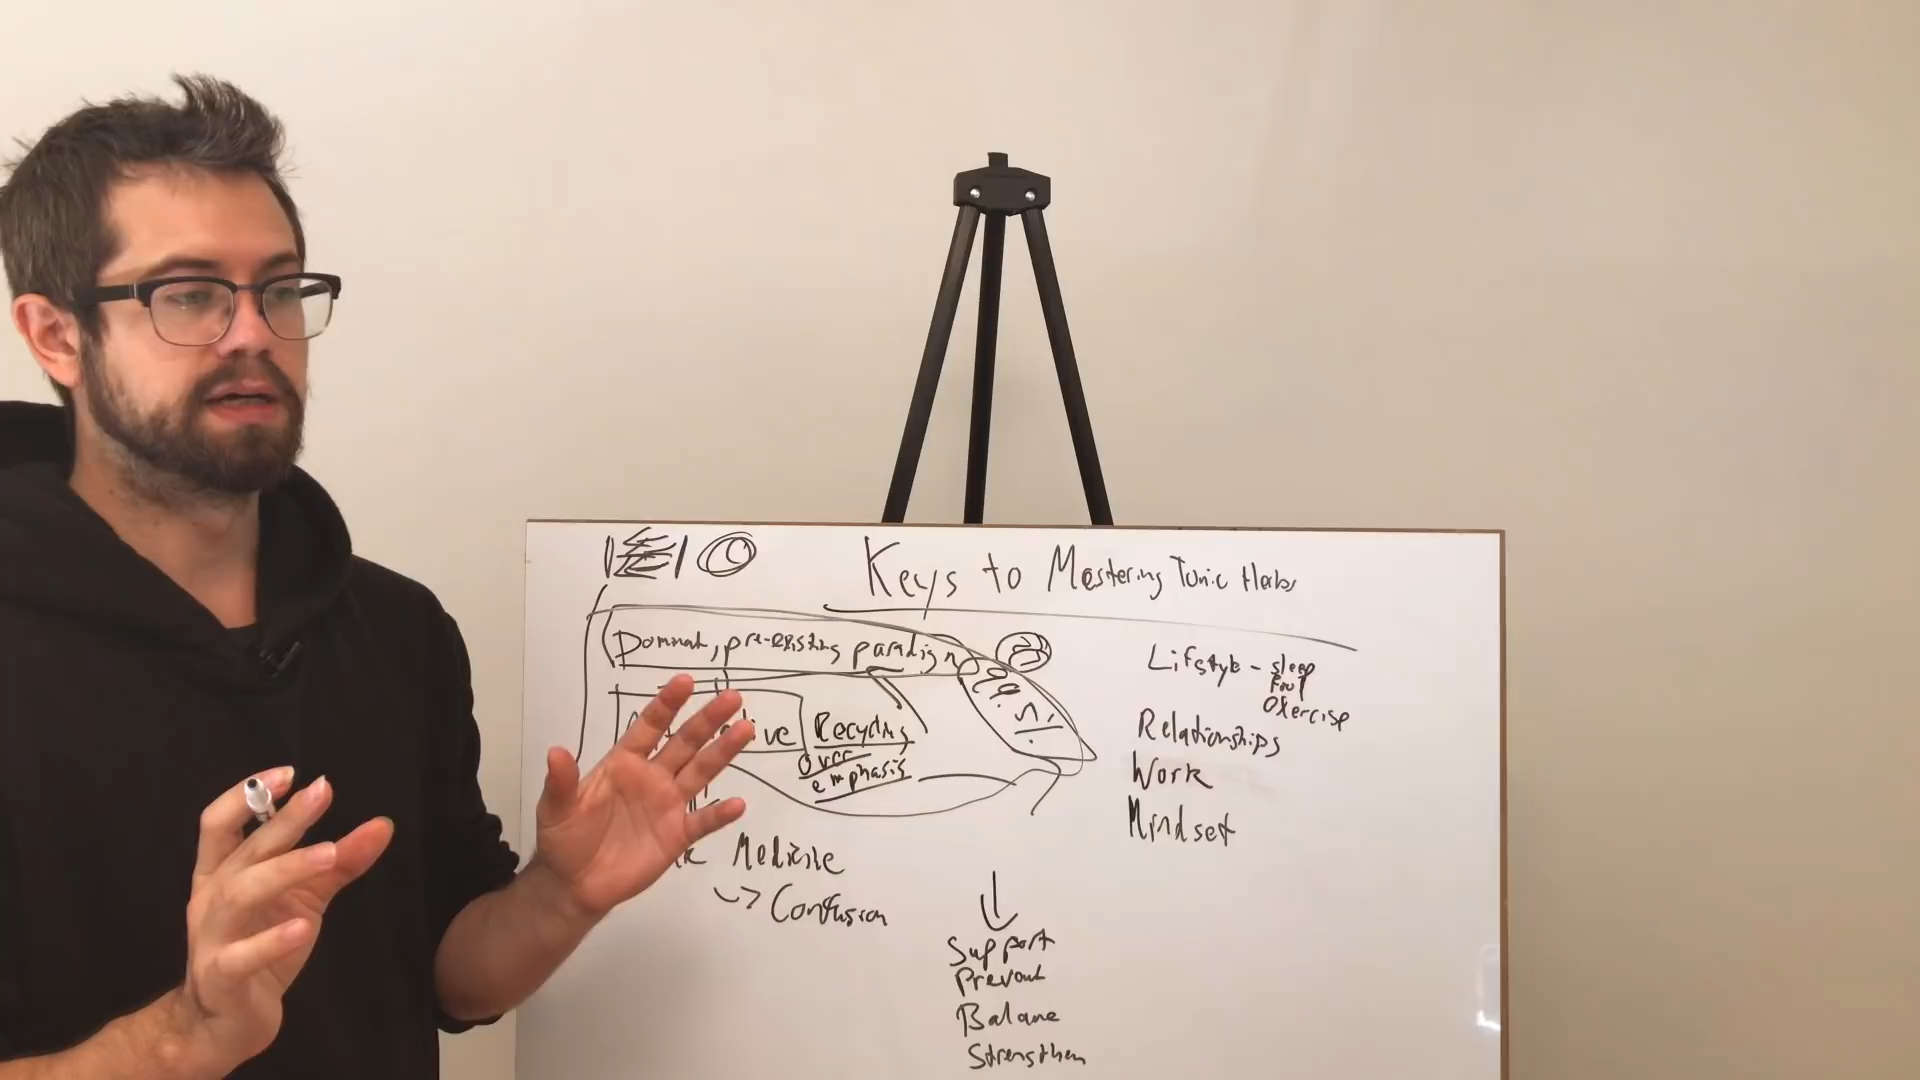 Keys to Mastering Tonic Herbs
Dominant, pre-existing paradigm
Recycling
Over
emphasis
Medicine
Confusion
Support
Prevent
Balance
Strengthen
Lifestyle - sleep
Food
Exercise
Relationships
Work
Mindset